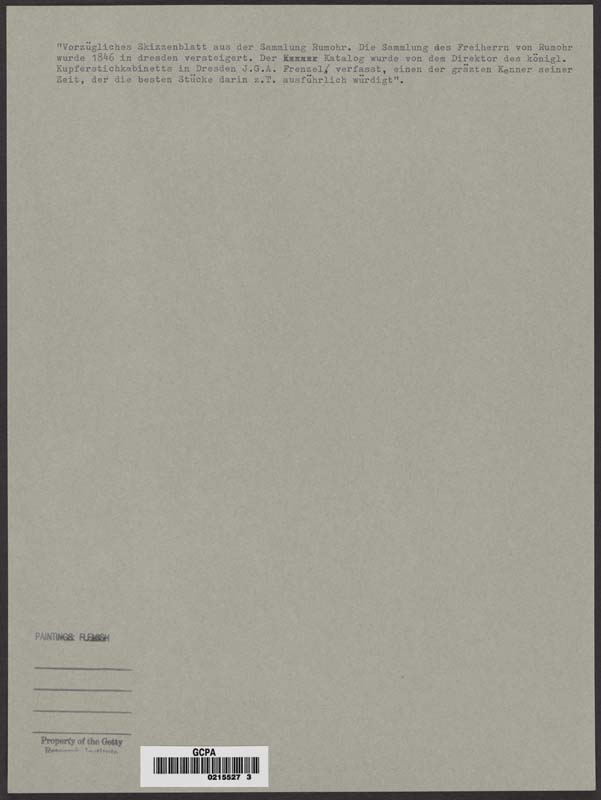 "Vorzügliches Skizzenblatt aus der Sammlung Rumohr. Die Sammlung des Freiherrn von Rumohr
wurde 1846 in dresden versteigert. Der Katalog wurde von dem Direktor des königl.
Kupferstichkabinetts in Dresden J.G.A. Frenzel/ verfasst, einen der gräzten Kenner seiner
Zeit, der die besten Stücke darin z.T. ausführlich würdigt".
PAINTINGS: FLEMISH
Property of the Getty
Research Institute
GCPA
0215527 3